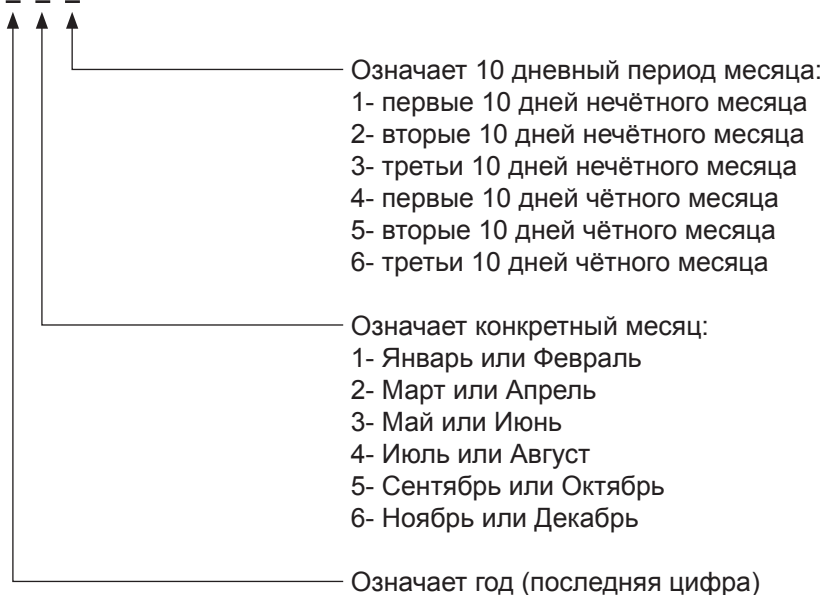 Означает 10 дневный период месяца:
1- первые 10 дней нечётного месяца
2- вторые 10 дней нечётного месяца
3- третьи 10 дней нечётного месяца
4- первые 10 дней чётного месяца
5- вторые 10 дней чётного месяца
6- третьи 10 дней чётного месяца
Означает конкретный месяц:
1- Январь или Февраль
2- Март или Апрель
3- Май или Июнь
4- Июль или Август
5- Сентябрь или Октябрь
6- Ноябрь или Декабрь
Означает год (последняя цифра)